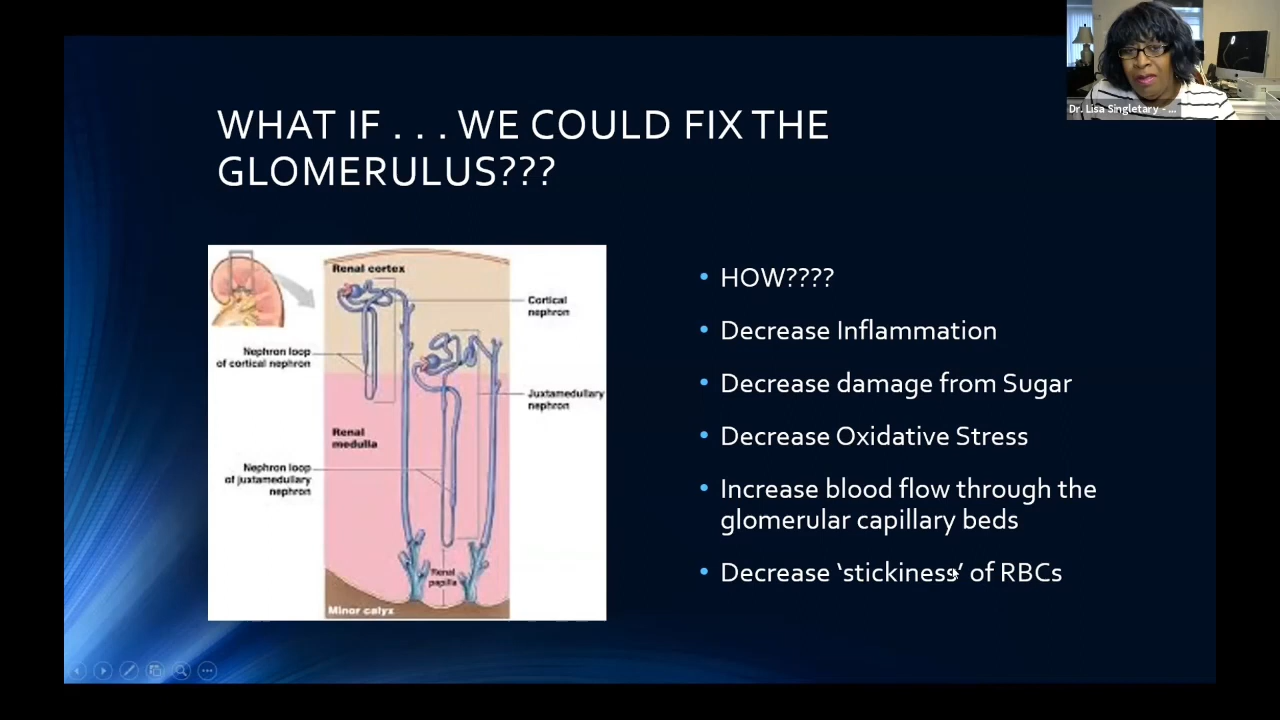 Dr. Lisa Singletary - ...
WHAT IF . . . WE COULD FIX THE
GLOMERULUS???
Renal cortex
Cortical
nephron
Nephron loop
of cortical nephron
Juxtamedullary
nephron
Renal
medulla
Nephron loop
of juxtamedullary
nephron
Renal
papilla
Minor calyx
• HOW????
• Decrease Inflammation
• Decrease damage from Sugar
• Decrease Oxidative Stress
• Increase blood flow through the
glomerular capillary beds
• Decrease ‘stickiness’ of RBCs